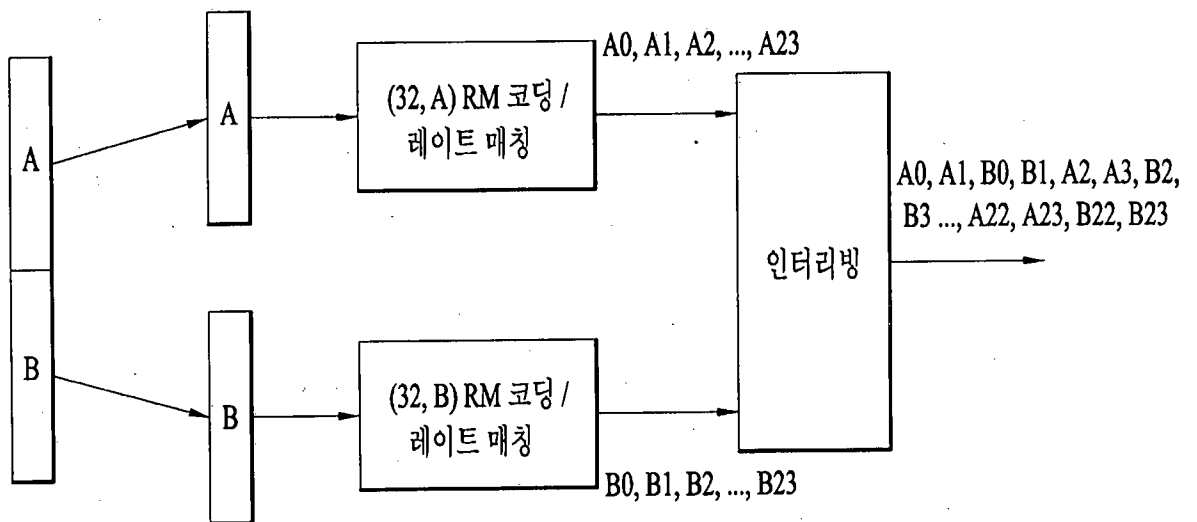 A
B
A
B
(32, A) RM 코딩 /
레이트 매칭
A0, A1, A2, ..., A23
(32, B) RM 코딩 /
레이트 매칭
B0, B1, B2, ..., B23
인터리빙
A0, A1, B0, B1, A2, A3, B2,
B3 ..., A22, A23, B22, B23